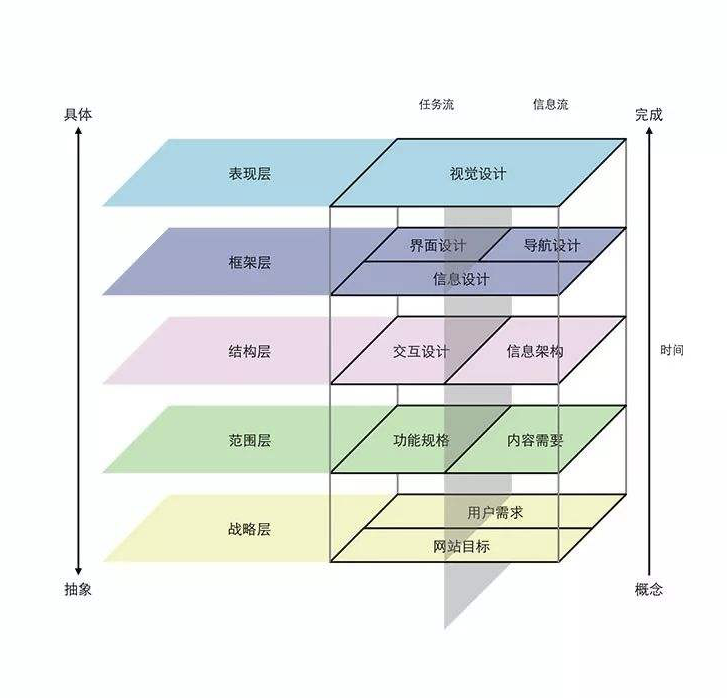 任务流
信息流
具体
完成
表现层
视觉设计
框架层
界面设计
导航设计
信息设计
结构层
交互设计
信息架构
时间
范围层
功能规格
内容需要
战略层
用户需求
网站目标
抽象
概念